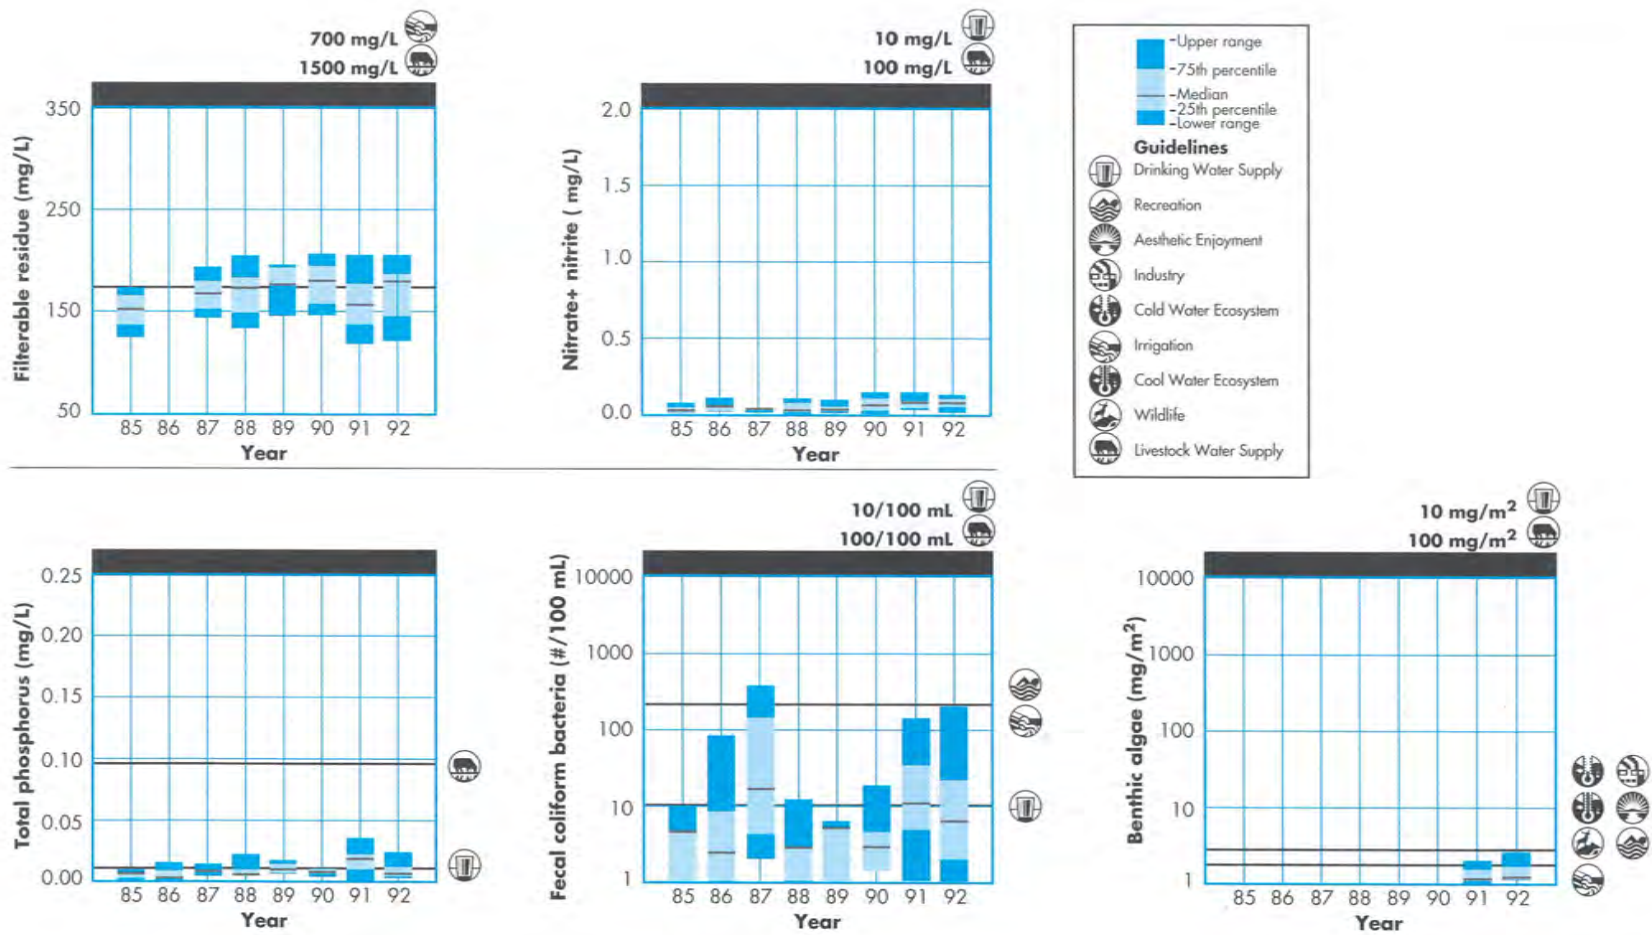 700 mg/L
1500 mg/L
350
250
150
50
Filterable residue (mg/L)
85 86 87 88 89 90 91 92
Year
10 mg/L
100 mg/L
2.0
1.5
1.0
0.5
0.0
Nitrate+ nitrite ( mg/L)
85 86 87 88 89 90 91 92
Year
-Upper range
-75th percentile
-Median
-25th percentile
-Lower range
Guidelines
Drinking Water Supply
Recreation
Aesthetic Enjoyment
Industry
Cold Water Ecosystem
Irrigation
Cool Water Ecosystem
Wildlife
Livestock Water Supply
0.25
0.20
0.15
0.10
0.05
0.00
Total phosphorus (mg/L)
85 86 87 88 89 90 91 92
Year
10/100 mL
100/100 mL
10000
1000
100
10
1
Fecal coliform bacteria (#/100 mL)
85 86 87 88 89 90 91 92
Year
10 mg/m²
100 mg/m²
10000
1000
100
10
1
Benthic algae (mg/m²)
85 86 87 88 89 90 91 92
Year